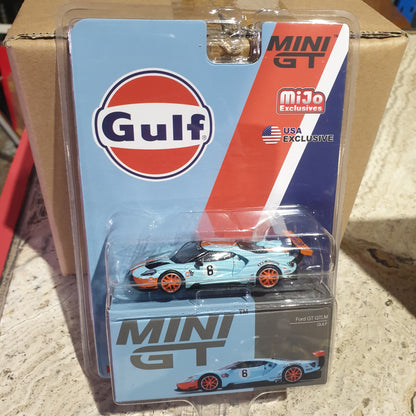 MINI
GT
Gulf
MiJo
Exclusives
USA
EXCLUSIVE
6
MINI
GT
Ford GT GTLM
GULF
6